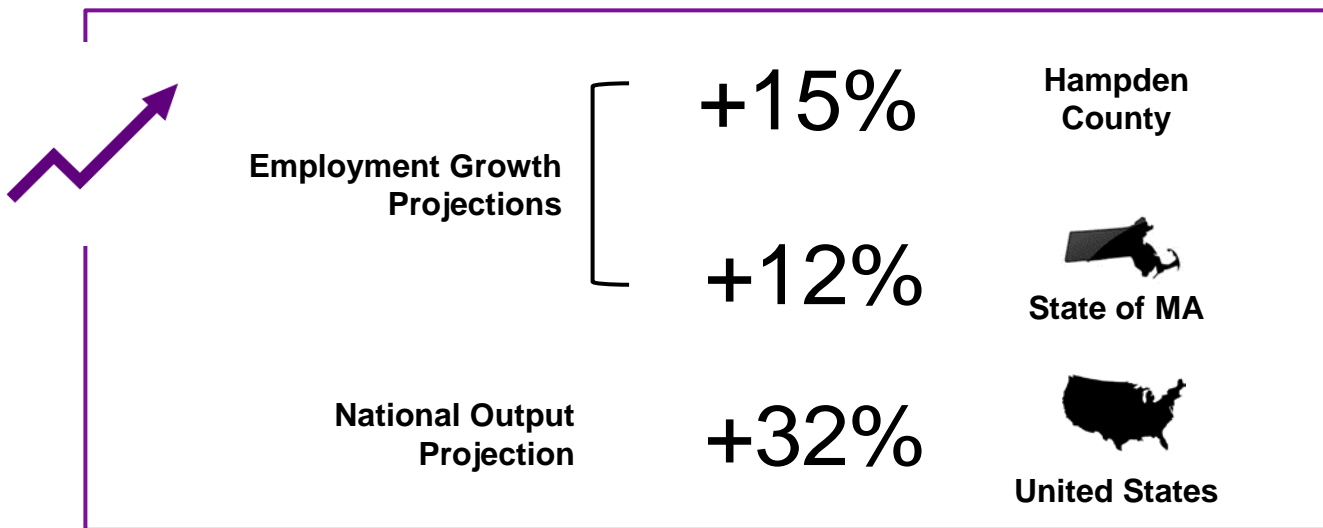 Employment Growth
Projections
+15%
Hampden
County
+12%
State of MA
National Output
Projection
+32%
United States